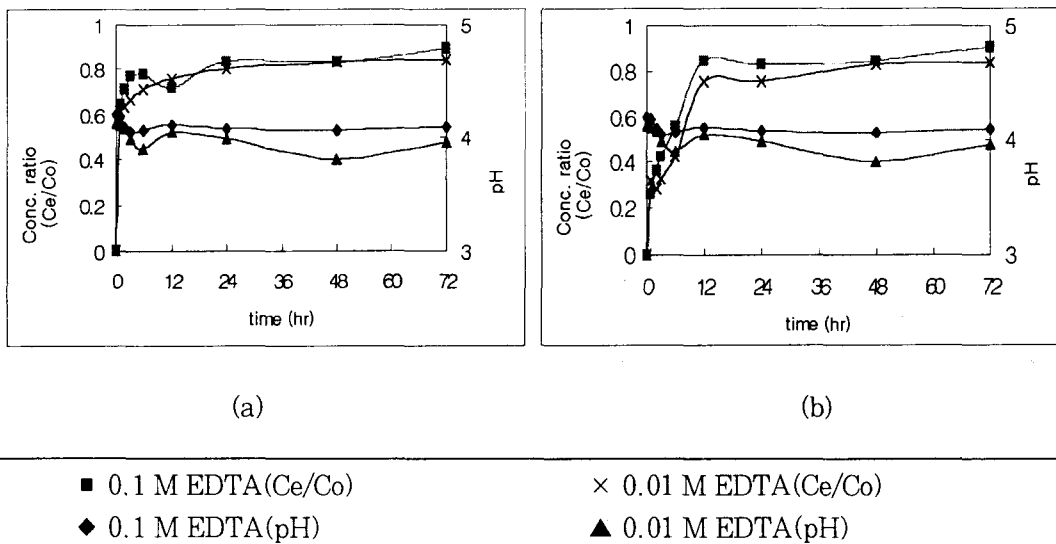 1
0.8
0.6
0.4
0.2
0
Conc. ratio
(Ce/Co)
5
4
3
pH
0 12 24 36 48 60 72
time (hr)
(a)
1
0.8
0.6
0.4
0.2
0
Conc. ratio
(Ce/Co)
5
4
3
pH
0 12 24 36 48 60 72
time (hr)
(b)
■ 0.1 M EDTA(Ce/Co)
× 0.01 M EDTA(Ce/Co)
◆ 0.1 M EDTA(pH)
▲ 0.01 M EDTA(pH)